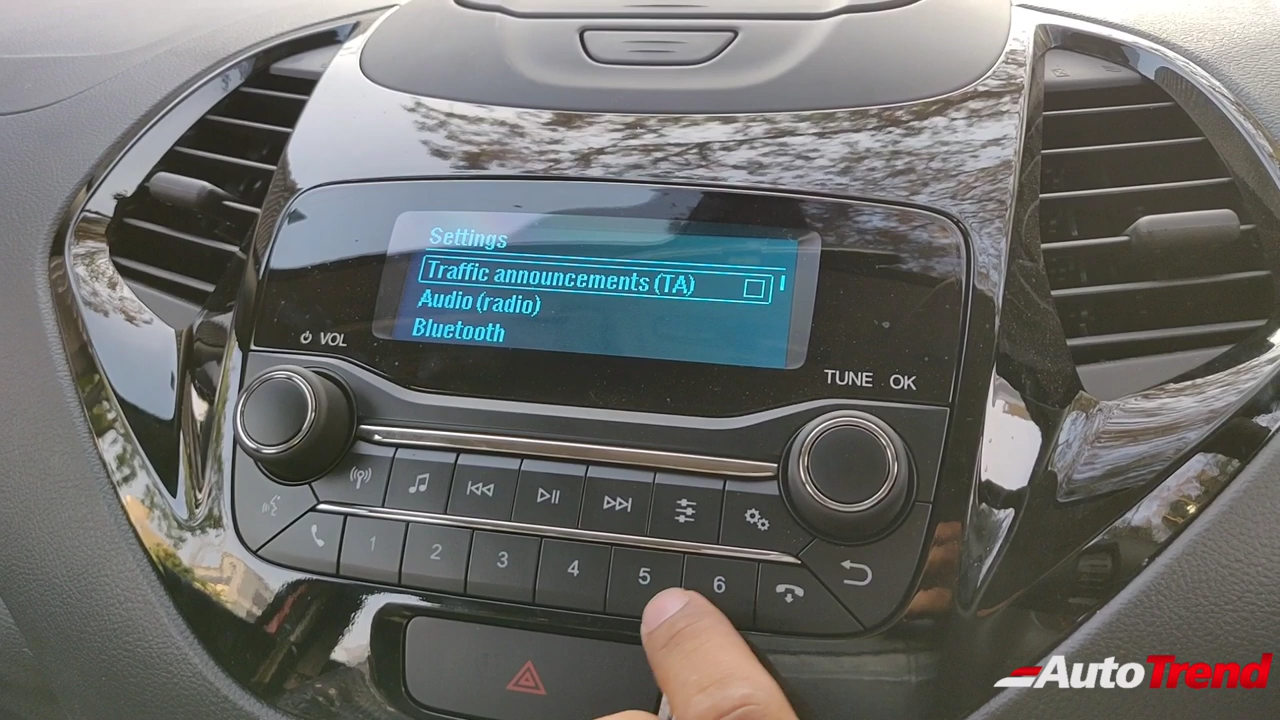 Settings
Traffic announcements (TA)
Audio (radio)
Bluetooth
VOL
TUNE OK
1 2 3 4 5 6
AutoTrend